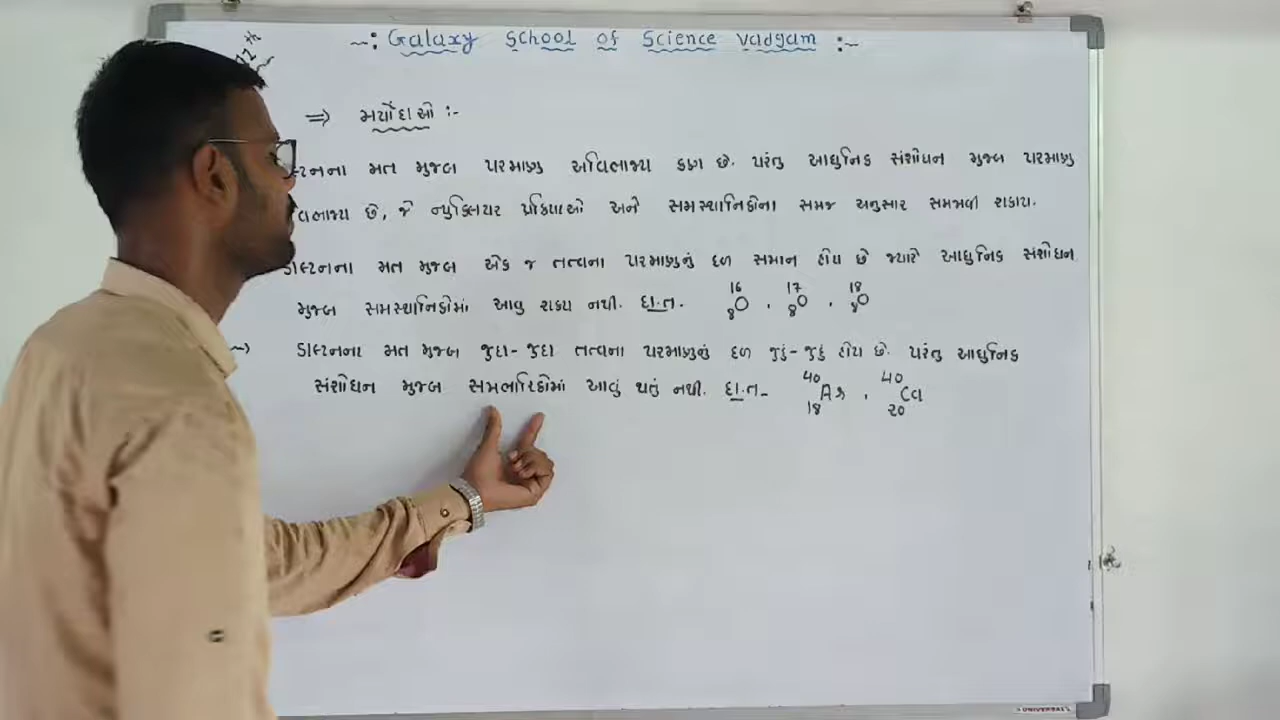 12th
~: Galaxy School of Science Vadgam :~
⇒ મર્યાદાઓ :-
લ્ટનના મત મુજબ પરમાણુ અવિભાજ્ય કણ છે. પરંતુ આધુનિક સંશોધન મુજબ પરમાણુ
વિભાજ્ય છે, જે ન્યુક્લિયર પ્રક્રિયાઓ અને સમસ્થાનિકોના સમજ અનુસાર સમજાવી શકાય.
ડાલ્ટનના મત મુજબ એક જ તત્વના પરમાણુનું દળ સમાન હોય છે જ્યારે આધુનિક સંશોધન
મુજબ સમસ્થાનિકોમાં આવુ શક્ય નથી. દા.ત. ¹⁶₈O , ¹⁷₈O , ¹⁸₈O
~) ડાલ્ટનના મત મુજબ જુદા-જુદા તત્વના પરમાણુનું દળ જુદું-જુદું હોય છે. પરંતુ આધુનિક
સંશોધન મુજબ સમભારિકોમાં આવું થતું નથી. દા.ત- ⁴⁰₁₈Ar , ⁴⁰₂₀Ca
UNIVERSAL